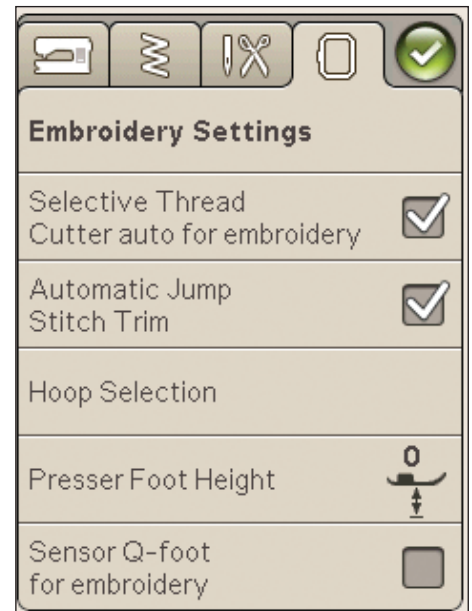 Embroidery Settings
Selective Thread
Cutter auto for embroidery
Automatic Jump
Stitch Trim
Hoop Selection
Presser Foot Height
0
Sensor Q-foot
for embroidery